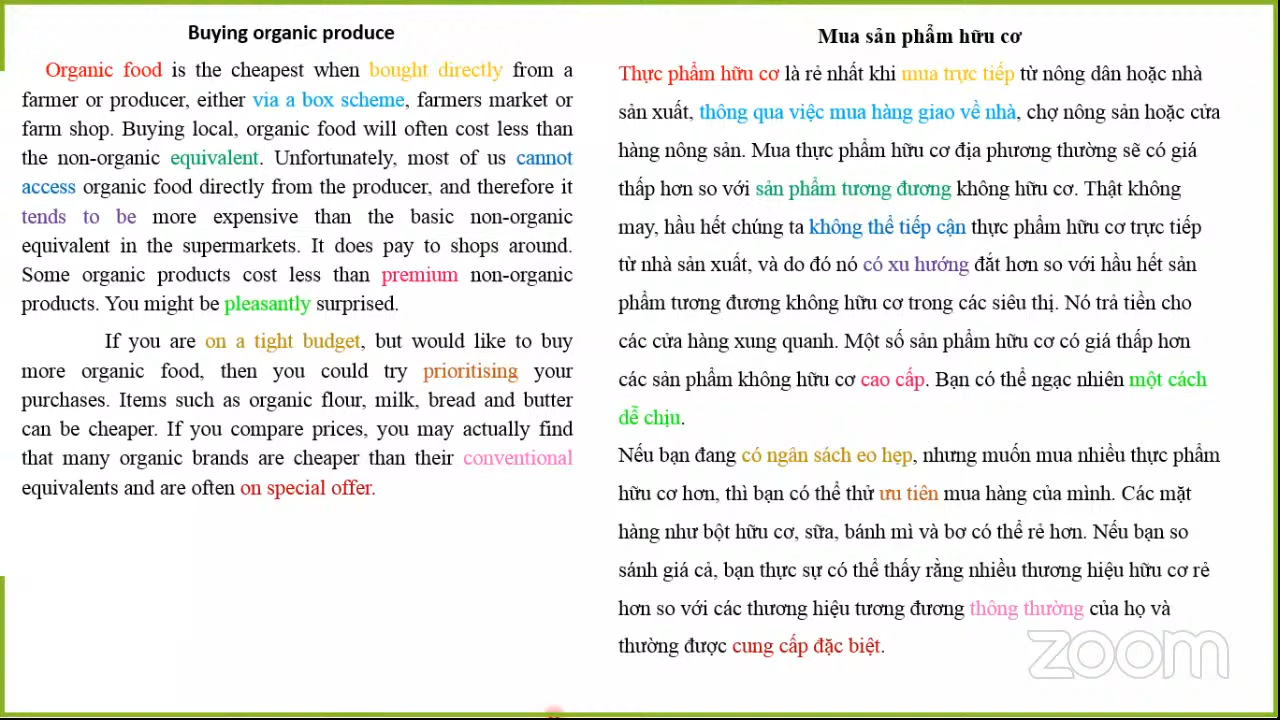 Buying organic produce
Organic food is the cheapest when bought directly from a
farmer or producer, either via a box scheme, farmers market or
farm shop. Buying local, organic food will often cost less than
the non-organic equivalent. Unfortunately, most of us cannot
access organic food directly from the producer, and therefore it
tends to be more expensive than the basic non-organic
equivalent in the supermarkets. It does pay to shops around.
Some organic products cost less than premium non-organic
products. You might be pleasantly surprised.
If you are on a tight budget, but would like to buy
more organic food, then you could try prioritising your
purchases. Items such as organic flour, milk, bread and butter
can be cheaper. If you compare prices, you may actually find
that many organic brands are cheaper than their conventional
equivalents and are often on special offer.
Mua sản phẩm hữu cơ
Thực phẩm hữu cơ là rẻ nhất khi mua trực tiếp từ nông dân hoặc nhà
sản xuất, thông qua việc mua hàng giao về nhà, chợ nông sản hoặc cửa
hàng nông sản. Mua thực phẩm hữu cơ địa phương thường sẽ có giá
thấp hơn so với sản phẩm tương đương không hữu cơ. Thật không
may, hầu hết chúng ta không thể tiếp cận thực phẩm hữu cơ trực tiếp
từ nhà sản xuất, và do đó nó có xu hướng đắt hơn so với hầu hết sản
phẩm tương đương không hữu cơ trong các siêu thị. Nó trả tiền cho
các cửa hàng xung quanh. Một số sản phẩm hữu cơ có giá thấp hơn
các sản phẩm không hữu cơ cao cấp. Bạn có thể ngạc nhiên một cách
dễ chịu.
Nếu bạn đang có ngân sách eo hẹp, nhưng muốn mua nhiều thực phẩm
hữu cơ hơn, thì bạn có thể thử ưu tiên mua hàng của mình. Các mặt
hàng như bột hữu cơ, sữa, bánh mì và bơ có thể rẻ hơn. Nếu bạn so
sánh giá cả, bạn thực sự có thể thấy rằng nhiều thương hiệu hữu cơ rẻ
hơn so với các thương hiệu tương đương thông thường của họ và
thường được cung cấp đặc biệt.
zoom